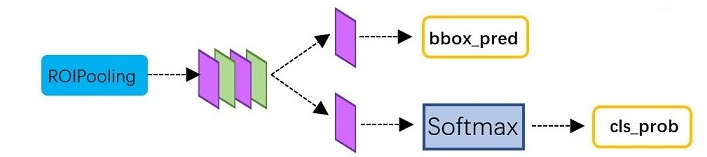 ROIPooling
bbox_pred
Softmax
cls_prob